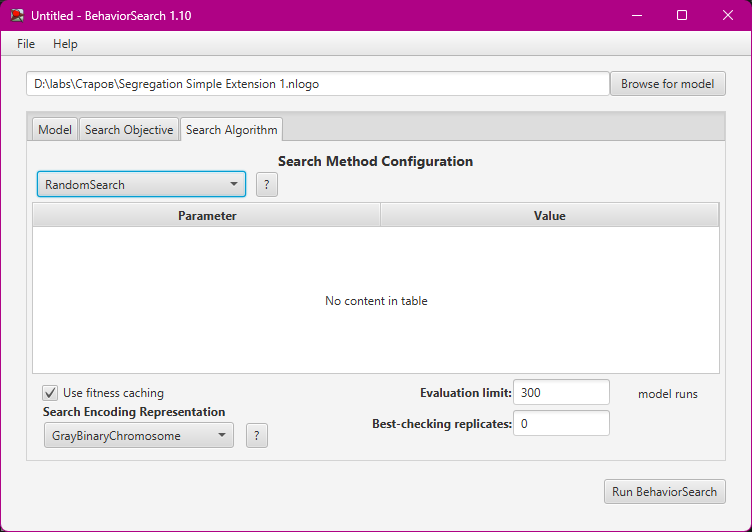 Untitled - BehaviorSearch 1.10
File Help
D:\labs\Старов\Segregation Simple Extension 1.nlogo Browse for model
Model Search Objective Search Algorithm
Search Method Configuration
RandomSearch ?
Parameter Value
No content in table
Use fitness caching Evaluation limit: 300 model runs
Search Encoding Representation
Best-checking replicates: 0
GrayBinaryChromosome ?
Run BehaviorSearch